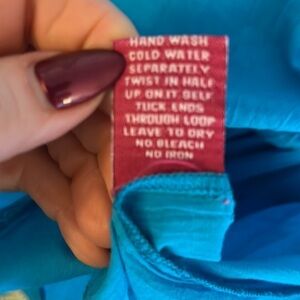 HAND WASH
COLD WATER
SEPARATELY
TWIST IN HALF
UP ON IT SELF
TUCK ENDS
THROUGH LOOP
LEAVE TO DRY
NO BLEACH
NO IRON